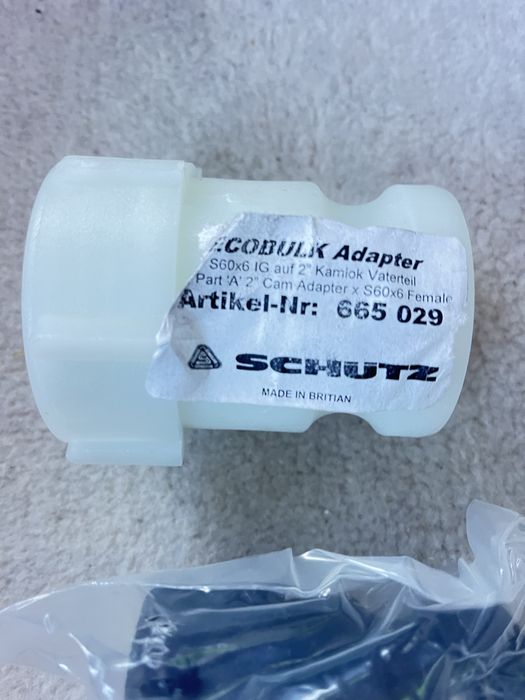 ECOBULK Adapter
S60x6 IG auf 2" Kamlok Vaterteil
Part 'A' 2" Cam Adapter x S60x6 Female
Artikel-Nr: 665 029
SCHUTZ
MADE IN BRITIAN